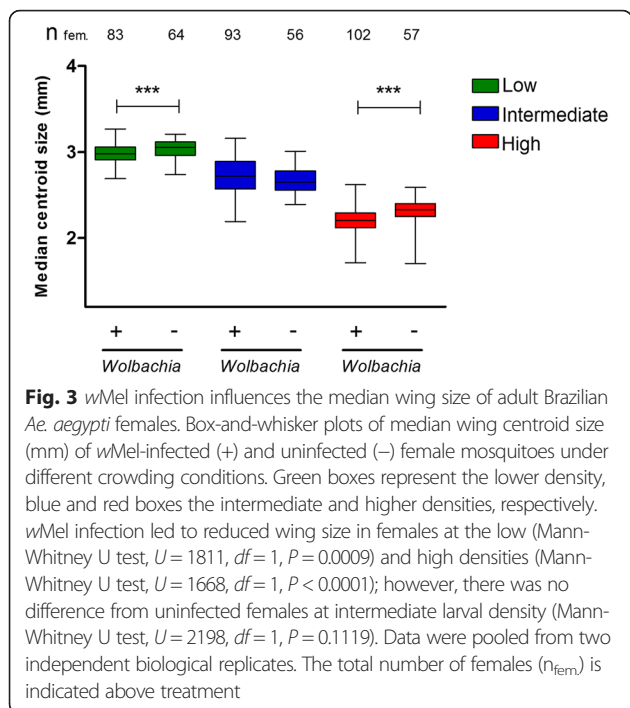 n fem. 83 64 93 56 102 57
4
*** ***
Low
Intermediate
High
3
2
Median centroid size (mm)
+ - + - + -
Wolbachia Wolbachia Wolbachia
Fig. 3 wMel infection influences the median wing size of adult Brazilian
Ae. aegypti females. Box-and-whisker plots of median wing centroid size
(mm) of wMel-infected (+) and uninfected (−) female mosquitoes under
different crowding conditions. Green boxes represent the lower density,
blue and red boxes the intermediate and higher densities, respectively.
wMel infection led to reduced wing size in females at the low (Mann-
Whitney U test, U = 1811, df = 1, P = 0.0009) and high densities (Mann-
Whitney U test, U = 1668, df = 1, P < 0.0001); however, there was no
difference from uninfected females at intermediate larval density (Mann-
Whitney U test, U = 2198, df = 1, P = 0.1119). Data were pooled from two
independent biological replicates. The total number of females (nfem.) is
indicated above treatment